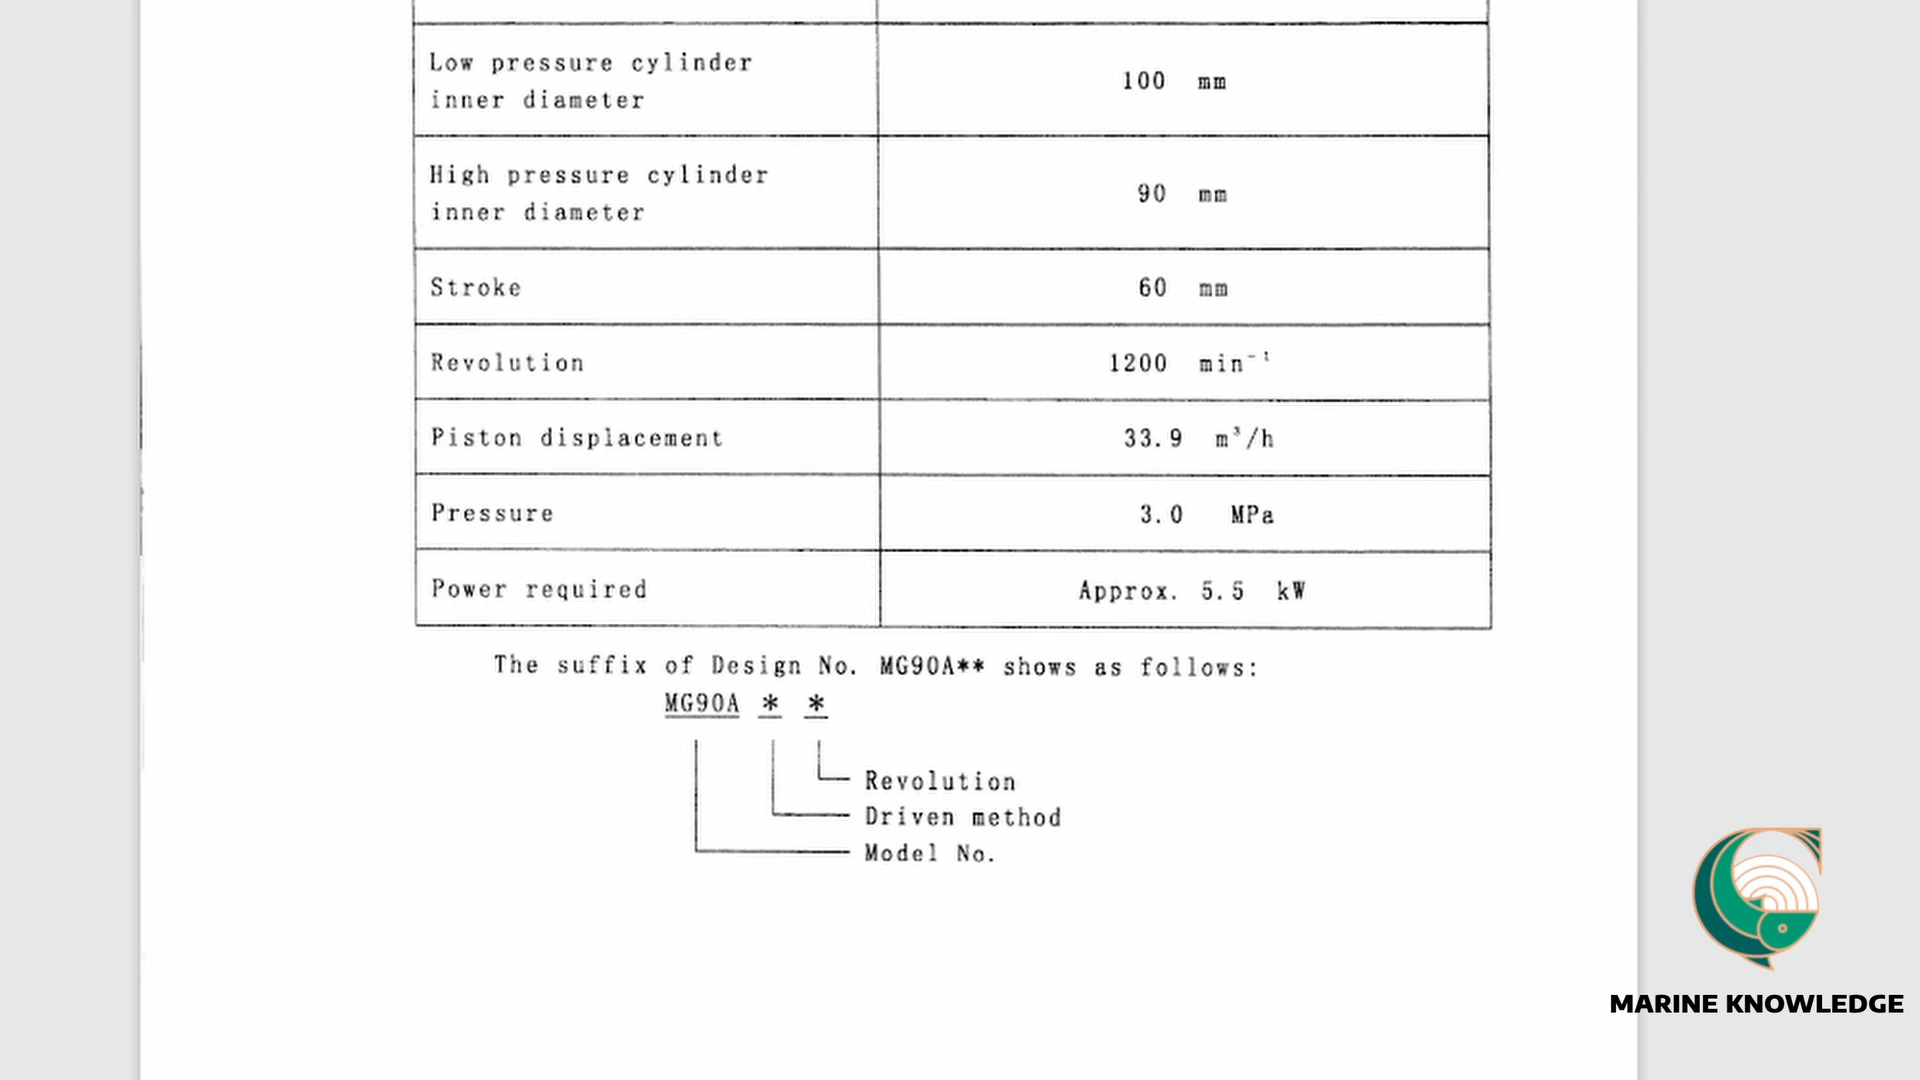 Low pressure cylinder
inner diameter
100 mm
High pressure cylinder
inner diameter
90 mm
Stroke
60 mm
Revolution
1200 min⁻¹
Piston displacement
33.9 m³/h
Pressure
3.0 MPa
Power required
Approx. 5.5 kW
The suffix of Design No. MG90A** shows as follows:
MG90A * *
Revolution
Driven method
Model No.
MARINE KNOWLEDGE